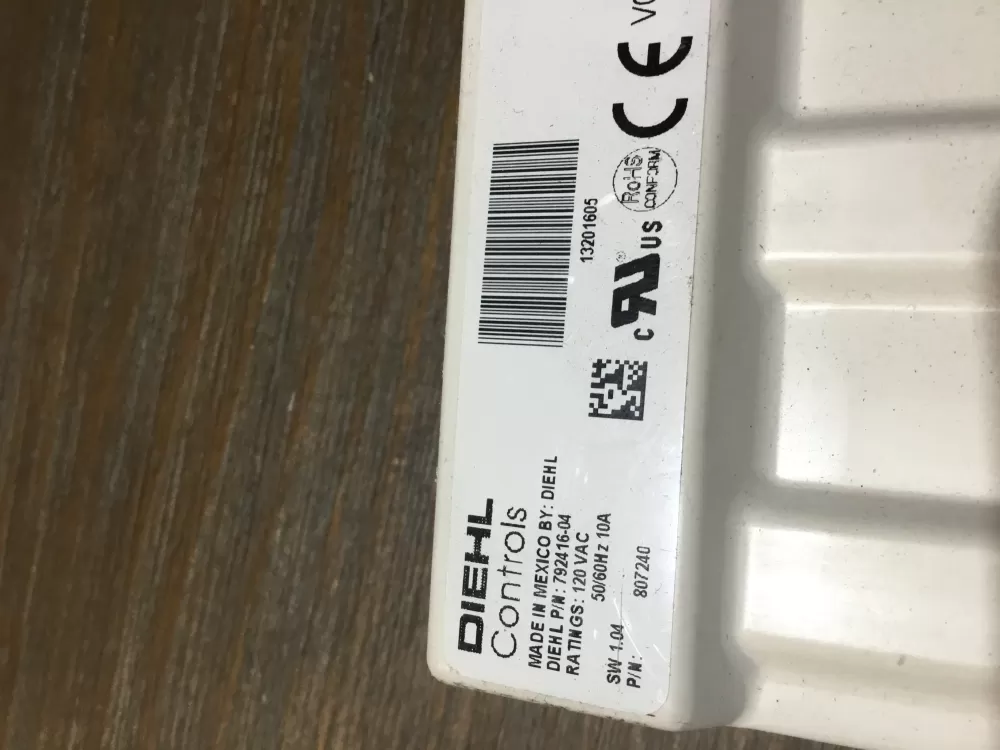 DIEHL
Controls
MADE IN MEXICO BY: DIEHL
DIEHL P/N: 792416-04
RATINGS: 120 VAC
50/60Hz 10A
SW 1.04
P/N: 807240
13201605
c RU® US
RoHS
CONFORM
CE